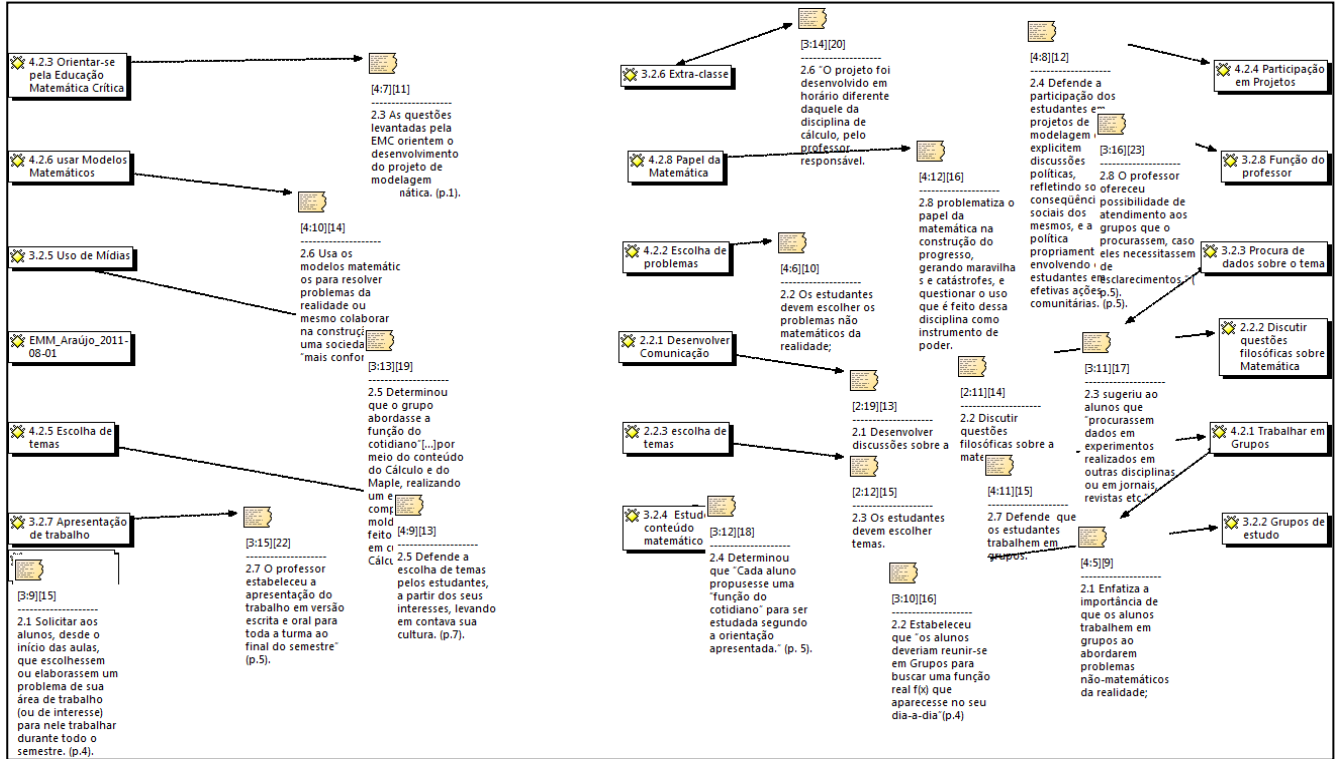 4.2.3 Orientar-se
pela Educação
Matemática Crítica
[4:7][11]
--------------------
2.3 As questões
levantadas pela
EMC orientem o
desenvolvimento
do projeto de
modelagem
nática. (p.1).
4.2.6 usar Modelos
Matemáticos
[4:10][14]
--------------------
2.6 Usa os
modelos matemátic
os para resolver
problemas da
realidade ou
mesmo colaborar
na construçã
uma sociedad
"mais confor
3.2.5 Uso de Mídias
EMM_Araújo_2011-
08-01
[3:13][19]
--------------------
2.5 Determinou
que o grupo
abordasse a
função do
cotidiano"[...]por
meio do conteúdo
do Cálculo e do
Maple, realizando
um e
comp
mold
feito
em cu
Cálcu
4.2.5 Escolha de
temas
[4:9][13]
--------------------
2.5 Defende a
escolha de temas
pelos estudantes,
a partir dos seus
interesses, levando
em contava sua
cultura. (p.7).
3.2.7 Apresentação
de trabalho
[3:15][22]
--------------------
2.7 O professor
estabeleceu a
apresentação do
trabalho em versão
escrita e oral para
toda a turma ao
final do semestre"
(p.5).
[3:9][15]
--------------------
2.1 Solicitar aos
alunos, desde o
início das aulas,
que escolhessem
ou elaborassem um
problema de sua
área de trabalho
(ou de interesse)
para nele trabalhar
durante todo o
semestre. (p.4).
3.2.6 Extra-classe
[3:14][20]
--------------------
2.6 "O projeto foi
desenvolvido em
horário diferente
daquele da
disciplina de
cálculo, pelo
professor
responsável.
4.2.8 Papel da
Matemática
[4:12][16]
--------------------
2.8 problematiza o
papel da
matemática na
construção do
progresso,
gerando maravilha
s e catástrofes, e
questionar o uso
que é feito dessa
disciplina como
instrumento de
poder.
4.2.2 Escolha de
problemas
[4:6][10]
--------------------
2.2 Os estudantes
devem escolher os
problemas não
matemáticos da
realidade;
2.2.1 Desenvolver
Comunicação
[2:19][13]
--------------------
2.1 Desenvolver
discussões sobre a
2.2.3 escolha de
temas
[2:12][15]
--------------------
2.3 Os estudantes
devem escolher
temas.
3.2.4 Estud
conteúdo
matemático
[3:12][18]
--------------------
2.4 Determinou
que "Cada aluno
propusesse uma
"função do
cotidiano" para ser
estudada segundo
a orientação
apresentada." (p. 5).
[4:8][12]
--------------------
2.4 Defende a
participação dos
estudantes em
projetos de
modelagem
explicitem
discussões
políticas,
refletindo so
conseqüênci
sociais dos
mesmos, e a
política
propriament
envolvendo
estudantes em
efetivas ações
comunitárias. (p.5).
4.2.4 Participação
em Projetos
[3:16][23]
--------------------
2.8 O professor
ofereceu
possibilidade de
atendimento aos
grupos que o
procurassem, caso
eles necessitassem
de
esclarecimentos." (
p.5).
3.2.8 Função do
professor
3.2.3 Procura de
dados sobre o tema
[3:11][17]
--------------------
2.3 sugeriu ao
alunos que
"procurassem
dados em
experimentos
realizados em
outras disciplinas
ou em jornais,
revistas etc."
2.2.2 Discutir
questões
filosóficas sobre
Matemática
[2:11][14]
--------------------
2.2 Discutir
questões
filosóficas sobre a
mate
4.2.1 Trabalhar em
Grupos
[4:11][15]
--------------------
2.7 Defende que
os estudantes
trabalhem em
grupos.
3.2.2 Grupos de
estudo
[3:10][16]
--------------------
2.2 Estabeleceu
que "os alunos
deveriam reunir-se
em Grupos para
buscar uma função
real f(x) que
aparecesse no seu
dia-a-dia"(p.4)
[4:5][9]
--------------------
2.1 Enfatiza a
importância de
que os alunos
trabalhem em
grupos ao
abordarem
problemas
não-matemáticos
da realidade;